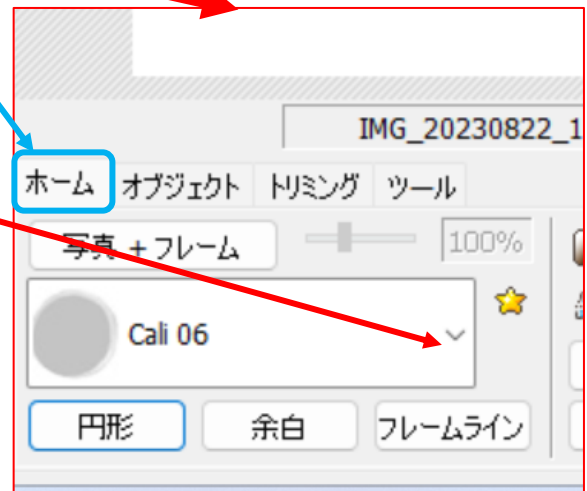 IMG_20230822_1
ホーム オブジェクト トリミング ツール
写真 + フレーム 100%
Cali 06
円形 余白 フレームライン